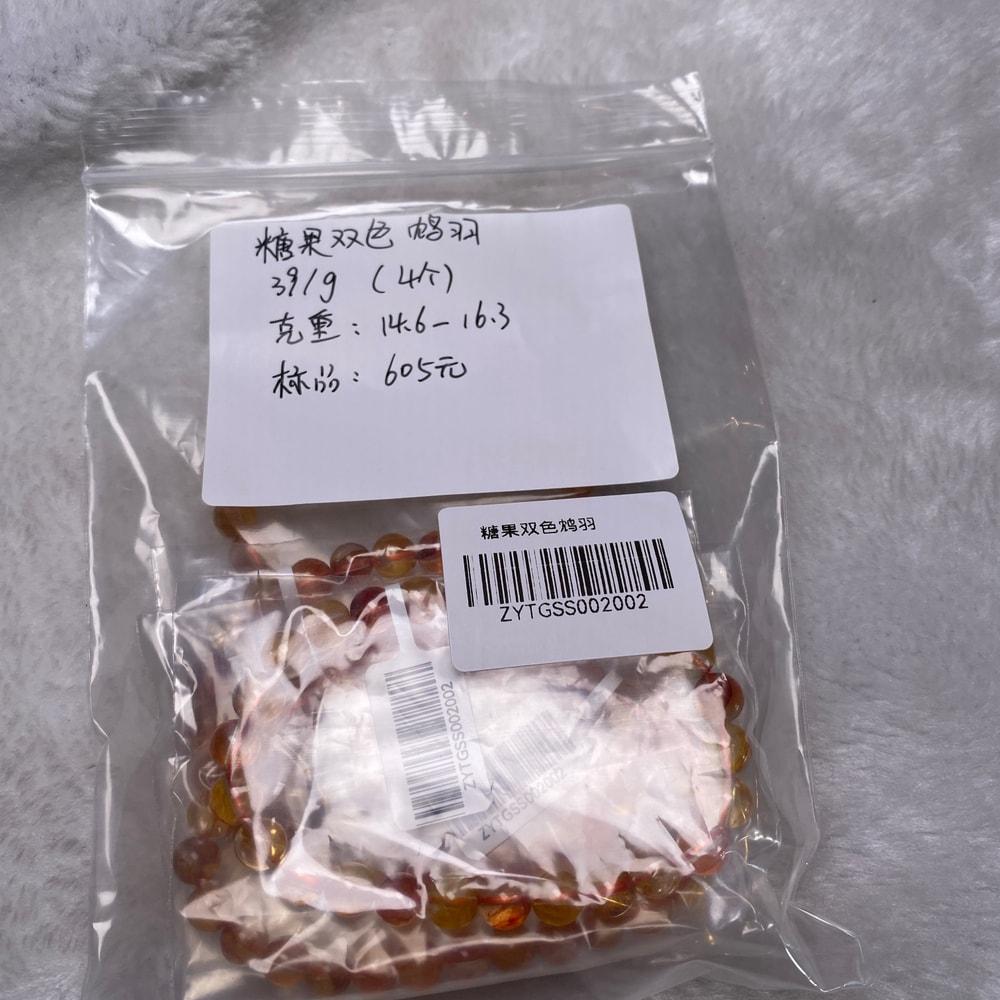 糖果双色 鸩羽
39/g (4个)
克重: 14.6-16.3
标品: 605元
糖果双色鸩羽
ZYTGSS002002
ZYTGSS002002
ZYTGSS002002